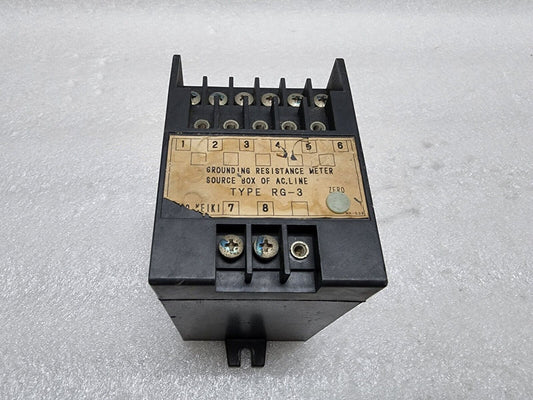 1 2 3 4 5 6
GROUNDING RESISTANCE METER
SOURCE BOX OF AC.LINE
TYPE RG-3
ZERO
KEIKI 7 8